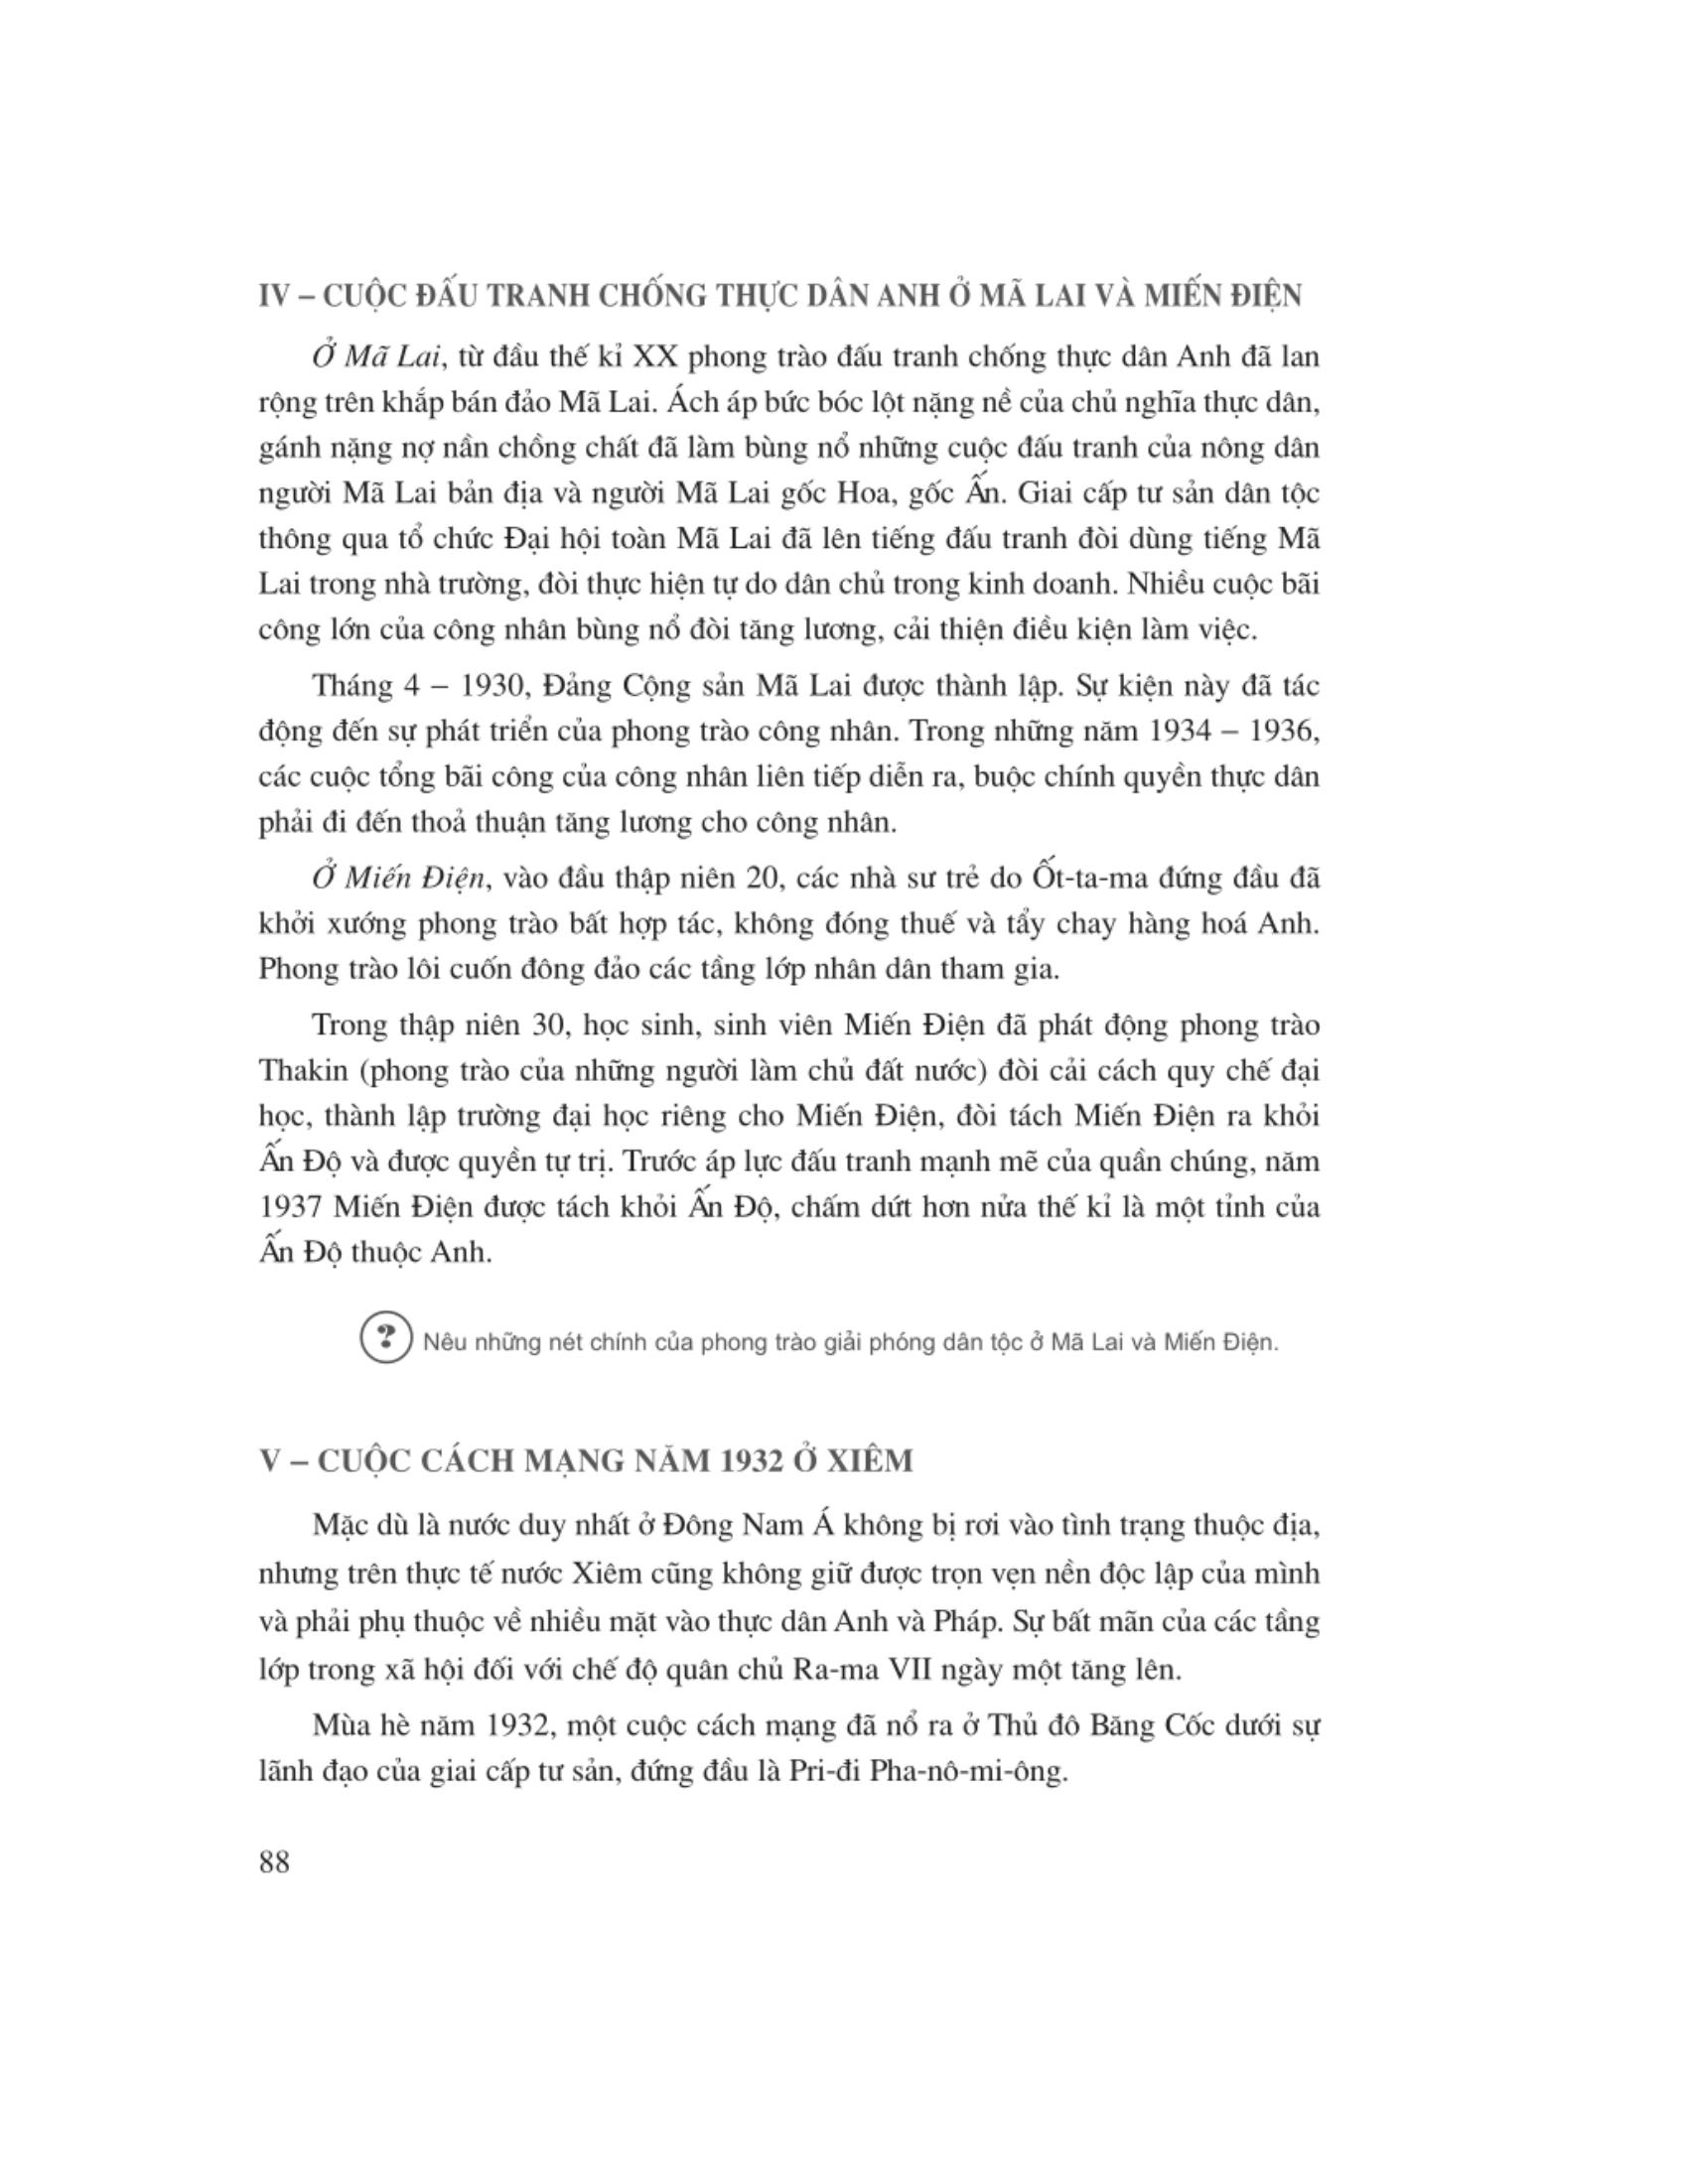 IV – CUỘC ĐẤU TRANH CHỐNG THỰC DÂN ANH Ở MÃ LAI VÀ MIẾN ĐIỆN
Ở Mã Lai, từ đầu thế kỉ XX phong trào đấu tranh chống thực dân Anh đã lan
rộng trên khắp bán đảo Mã Lai. Ách áp bức bóc lột nặng nề của chủ nghĩa thực dân,
gánh nặng nợ nần chồng chất đã làm bùng nổ những cuộc đấu tranh của nông dân
người Mã Lai bản địa và người Mã Lai gốc Hoa, gốc Ấn. Giai cấp tư sản dân tộc
thông qua tổ chức Đại hội toàn Mã Lai đã lên tiếng đấu tranh đòi dùng tiếng Mã
Lai trong nhà trường, đòi thực hiện tự do dân chủ trong kinh doanh. Nhiều cuộc bãi
công lớn của công nhân bùng nổ đòi tăng lương, cải thiện điều kiện làm việc.
Tháng 4 – 1930, Đảng Cộng sản Mã Lai được thành lập. Sự kiện này đã tác
động đến sự phát triển của phong trào công nhân. Trong những năm 1934 – 1936,
các cuộc tổng bãi công của công nhân liên tiếp diễn ra, buộc chính quyền thực dân
phải đi đến thoả thuận tăng lương cho công nhân.
Ở Miến Điện, vào đầu thập niên 20, các nhà sư trẻ do Ốt-ta-ma đứng đầu đã
khởi xướng phong trào bất hợp tác, không đóng thuế và tẩy chay hàng hoá Anh.
Phong trào lôi cuốn đông đảo các tầng lớp nhân dân tham gia.
Trong thập niên 30, học sinh, sinh viên Miến Điện đã phát động phong trào
Thakin (phong trào của những người làm chủ đất nước) đòi cải cách quy chế đại
học, thành lập trường đại học riêng cho Miến Điện, đòi tách Miến Điện ra khỏi
Ấn Độ và được quyền tự trị. Trước áp lực đấu tranh mạnh mẽ của quần chúng, năm
1937 Miến Điện được tách khỏi Ấn Độ, chấm dứt hơn nửa thế kỉ là một tỉnh của
Ấn Độ thuộc Anh.
? Nêu những nét chính của phong trào giải phóng dân tộc ở Mã Lai và Miến Điện.
V – CUỘC CÁCH MẠNG NĂM 1932 Ở XIÊM
Mặc dù là nước duy nhất ở Đông Nam Á không bị rơi vào tình trạng thuộc địa,
nhưng trên thực tế nước Xiêm cũng không giữ được trọn vẹn nền độc lập của mình
và phải phụ thuộc về nhiều mặt vào thực dân Anh và Pháp. Sự bất mãn của các tầng
lớp trong xã hội đối với chế độ quân chủ Ra-ma VII ngày một tăng lên.
Mùa hè năm 1932, một cuộc cách mạng đã nổ ra ở Thủ đô Băng Cốc dưới sự
lãnh đạo của giai cấp tư sản, đứng đầu là Pri-đi Pha-nô-mi-ông.
88